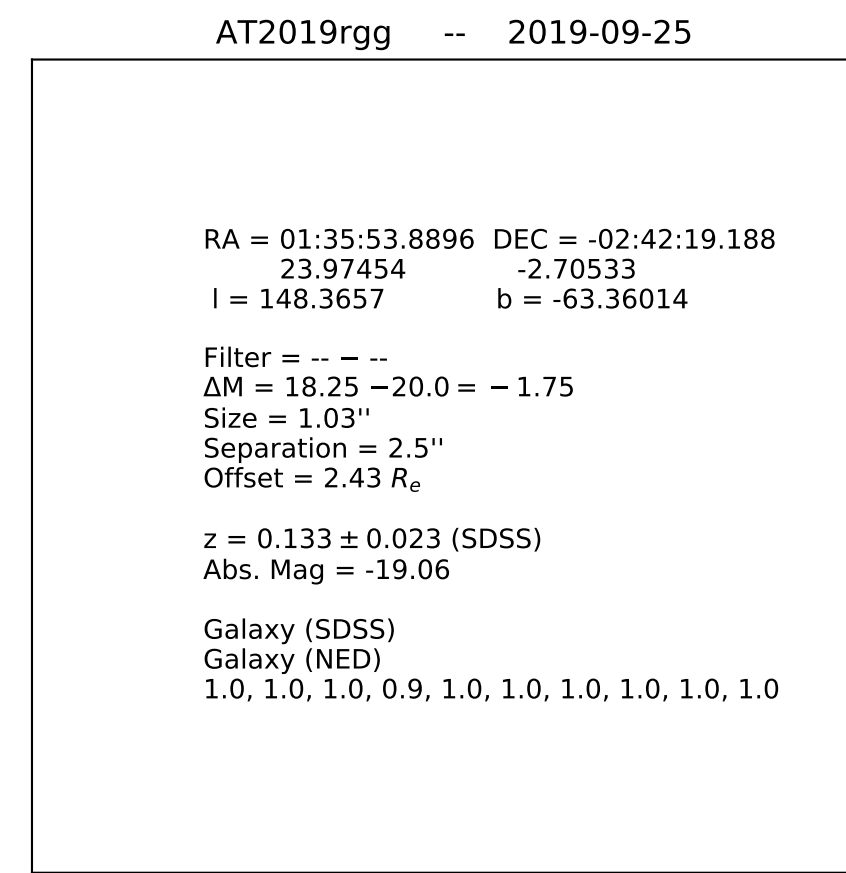 AT2019rgg -- 2019-09-25
RA = 01:35:53.8896 DEC = -02:42:19.188
23.97454 -2.70533
l = 148.3657 b = -63.36014
Filter = -- − --
ΔM = 18.25 −20.0 = − 1.75
Size = 1.03''
Separation = 2.5''
Offset = 2.43 Rₑ
z = 0.133 ± 0.023 (SDSS)
Abs. Mag = -19.06
Galaxy (SDSS)
Galaxy (NED)
1.0, 1.0, 1.0, 0.9, 1.0, 1.0, 1.0, 1.0, 1.0, 1.0